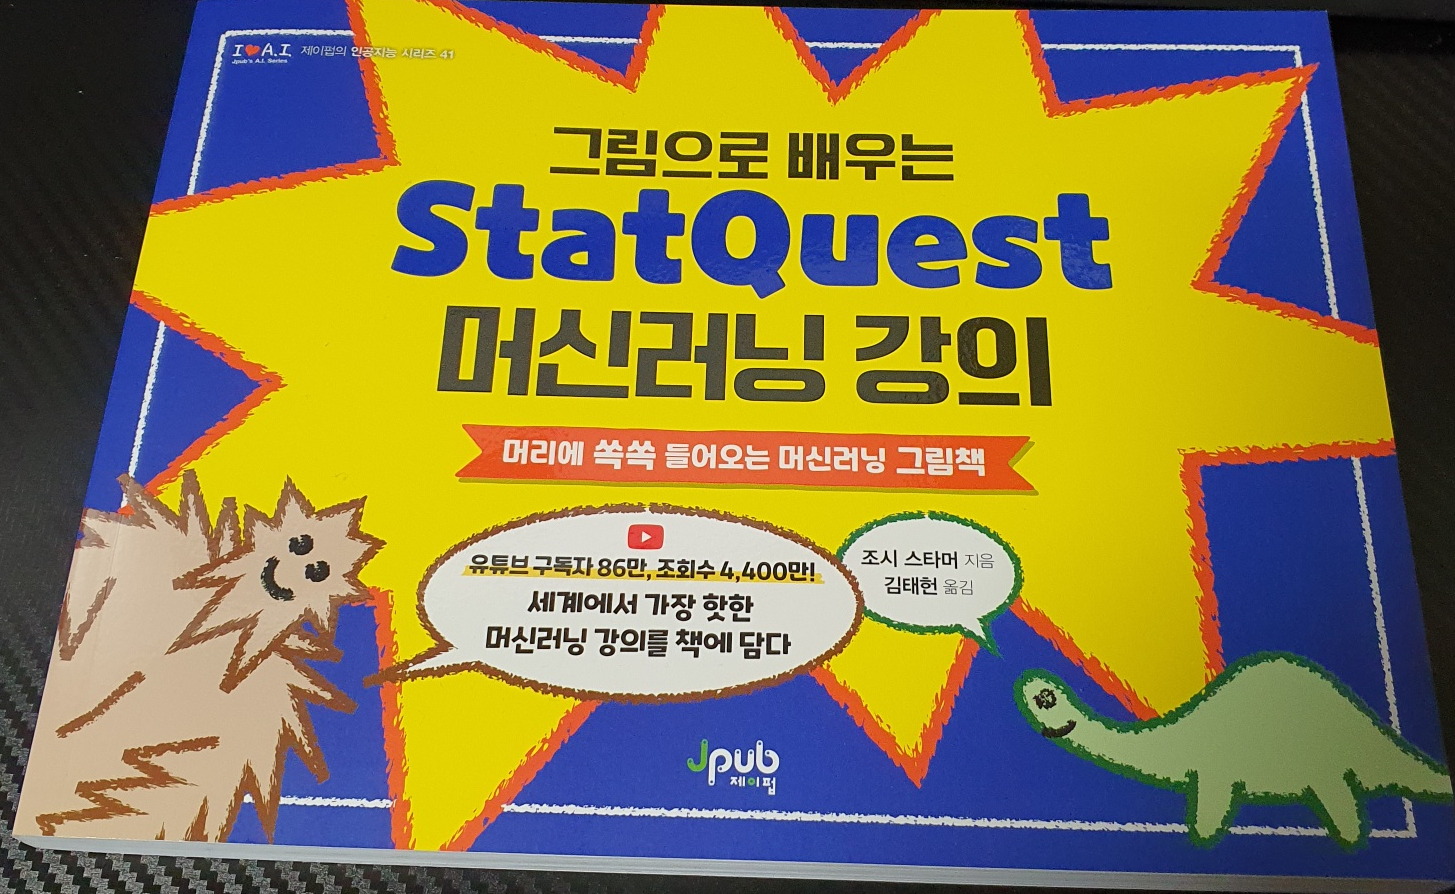 I♥A.I. 제이펍의 인공지능 시리즈 41
Jpub's A.I. Series
그림으로 배우는
StatQuest
머신러닝 강의
머리에 쏙쏙 들어오는 머신러닝 그림책
유튜브 구독자 86만, 조회수 4,400만!
세계에서 가장 핫한
머신러닝 강의를 책에 담다
조시 스타머 지음
김태헌 옮김
Jpub
제이펍